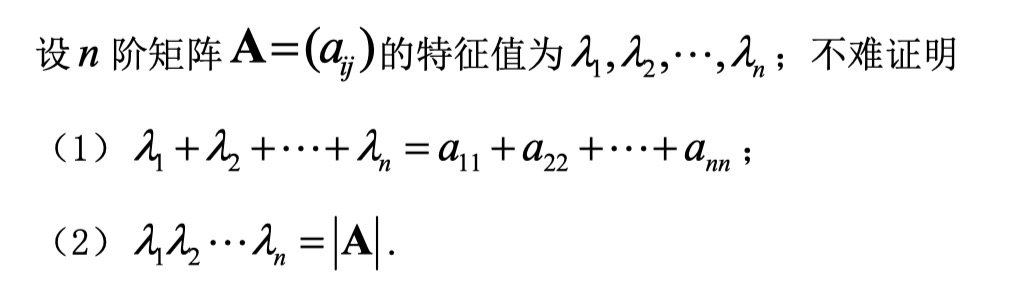 设 n 阶矩阵 A=(aᵢⱼ)的特征值为 λ₁,λ₂,⋯,λₙ；不难证明
（1）λ₁+λ₂+⋯+λₙ=a₁₁+a₂₂+⋯+aₙₙ；
（2）λ₁λ₂⋯λₙ=|A|.